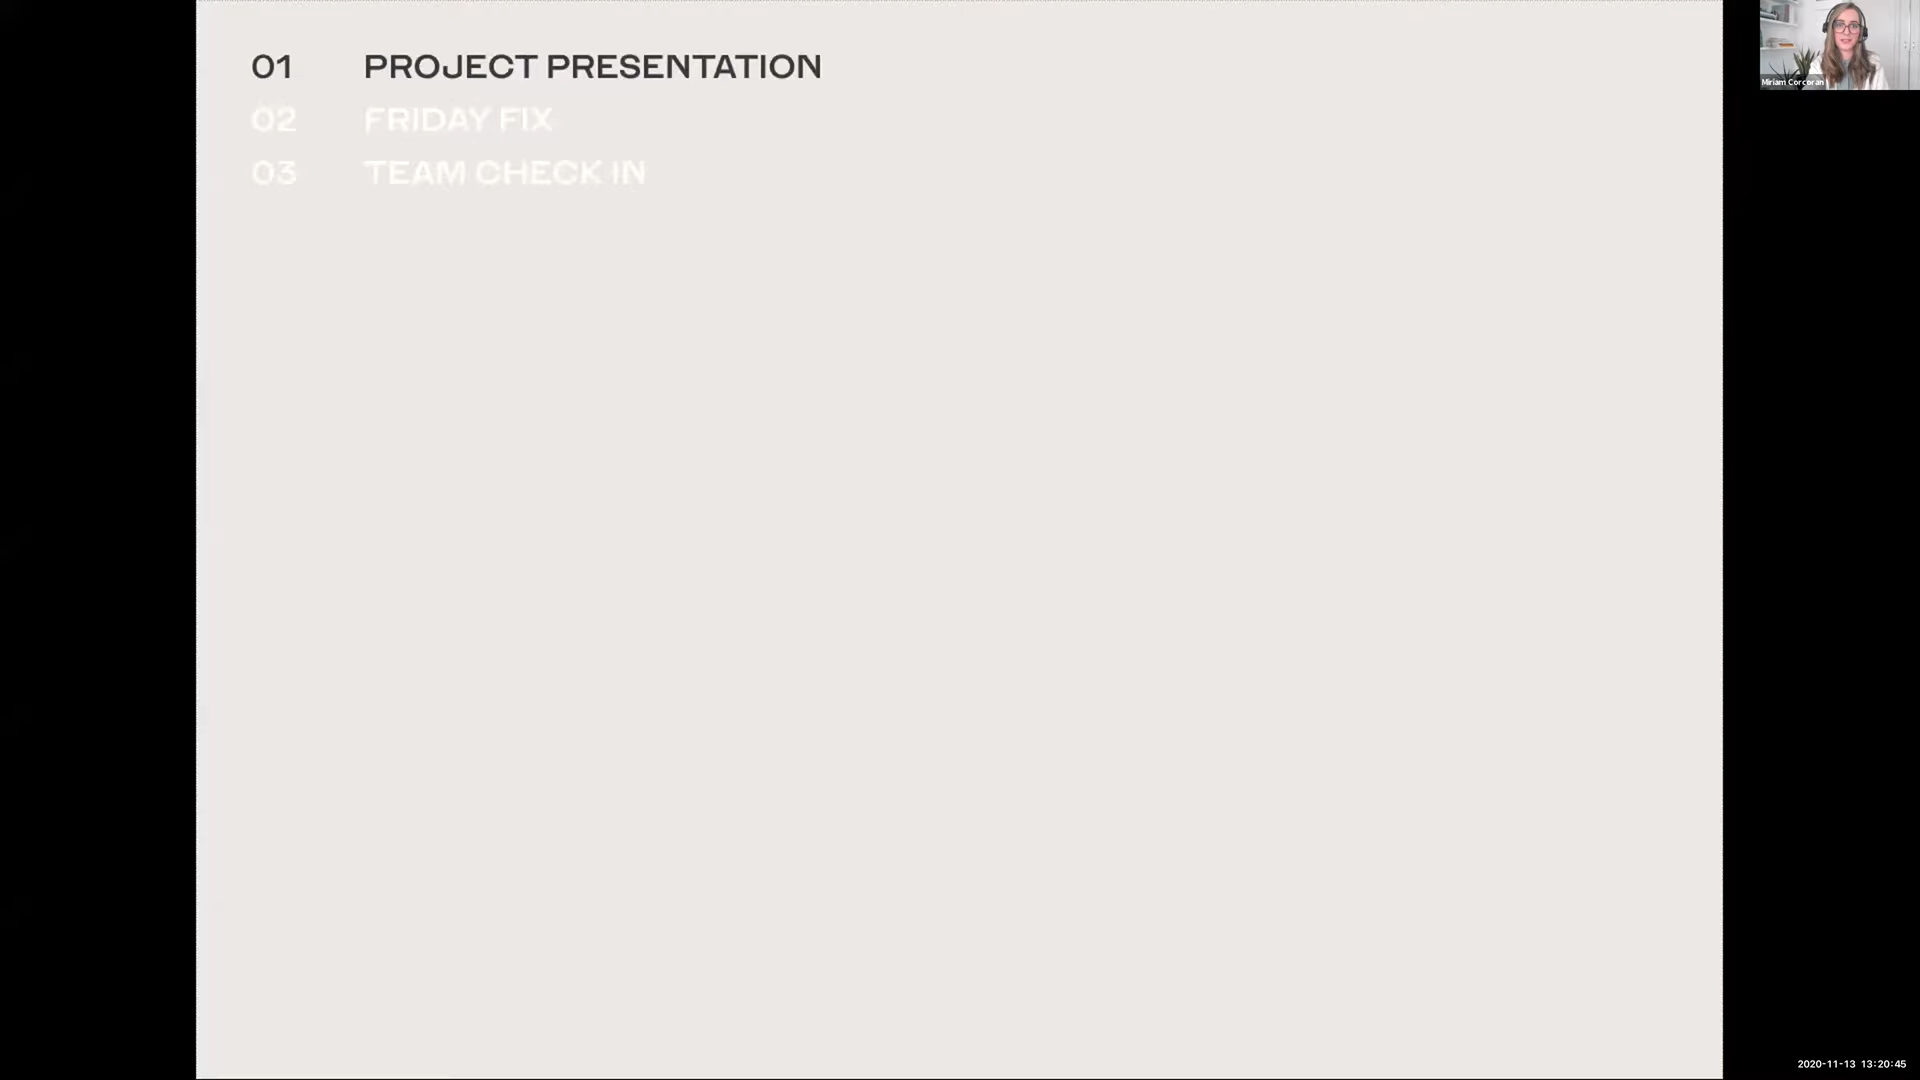 01 PROJECT PRESENTATION
02 FRIDAY FIX
03 TEAM CHECK IN
Miriam Corcoran
2020-11-13 13:20:45